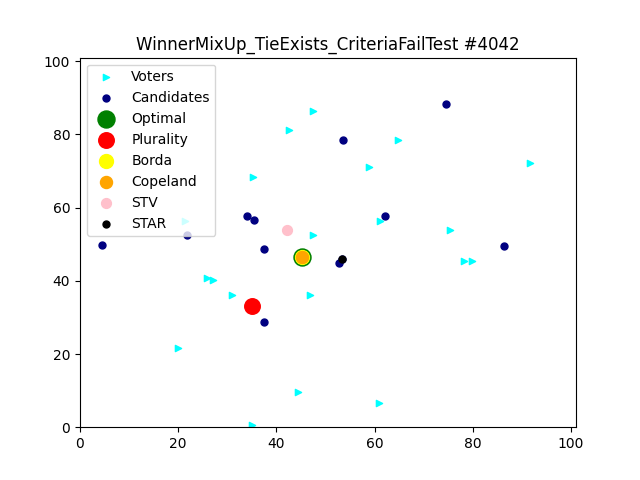 WinnerMixUp_TieExists_CriteriaFailTest #4042
100
80
60
40
20
0
Voters
Candidates
Optimal
Plurality
Borda
Copeland
STV
STAR
0 20 40 60 80 100